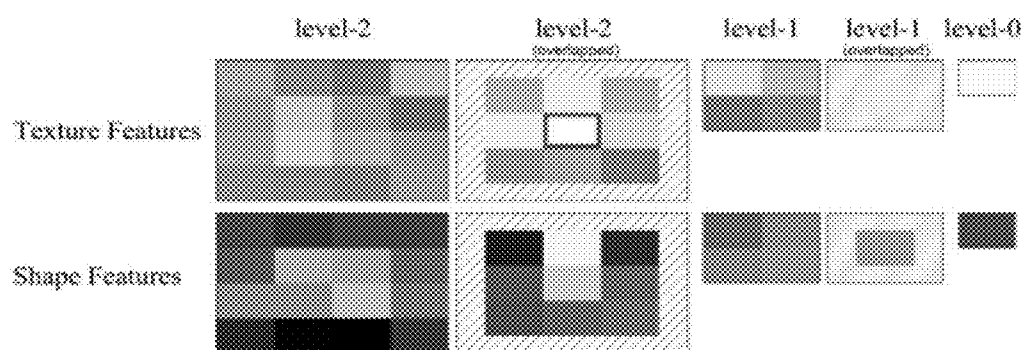 level-2 level-2 level-1 level-1 level-0
(overlapped) (overlapped)
Texture Features
Shape Features